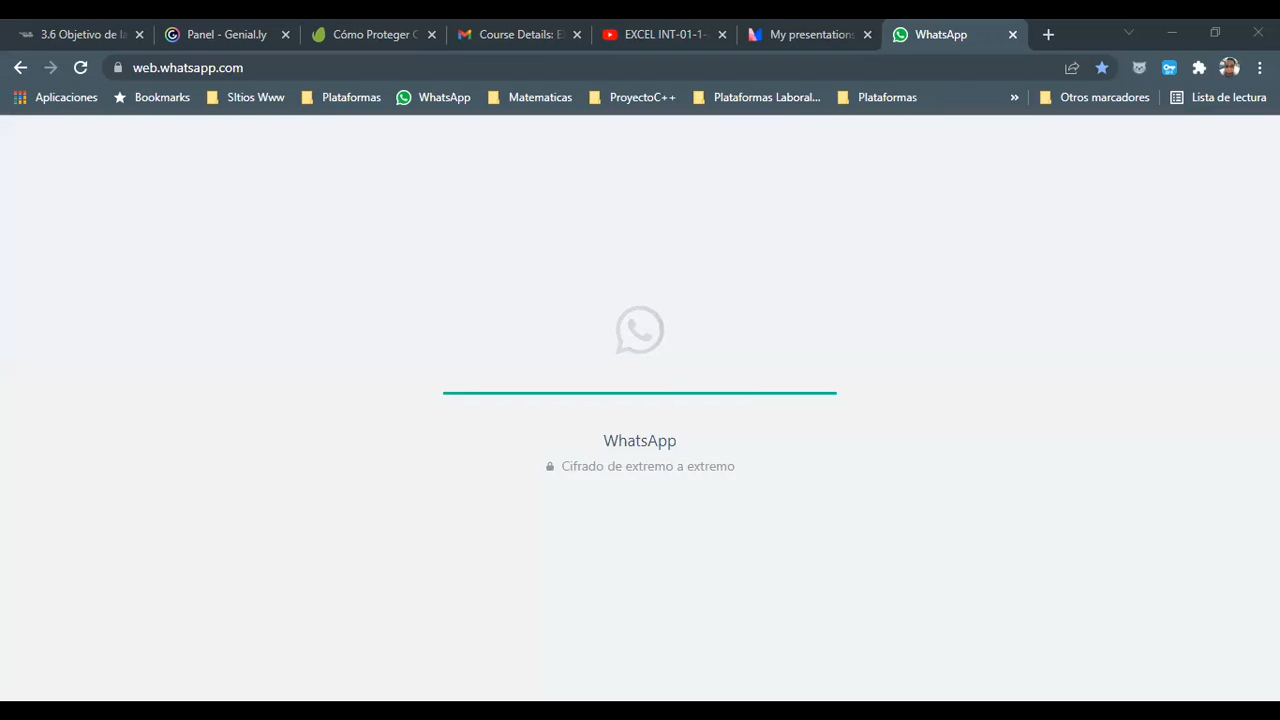 3.6 Objetivo de la
Panel - Genial.ly
Cómo Proteger C
Course Details: E
EXCEL INT-01-1-
My presentations
WhatsApp
web.whatsapp.com
Aplicaciones
Bookmarks
SItios Www
Plataformas
WhatsApp
Matematicas
ProyectoC++
Plataformas Laboral...
Plataformas
»
Otros marcadores
Lista de lectura
WhatsApp
Cifrado de extremo a extremo